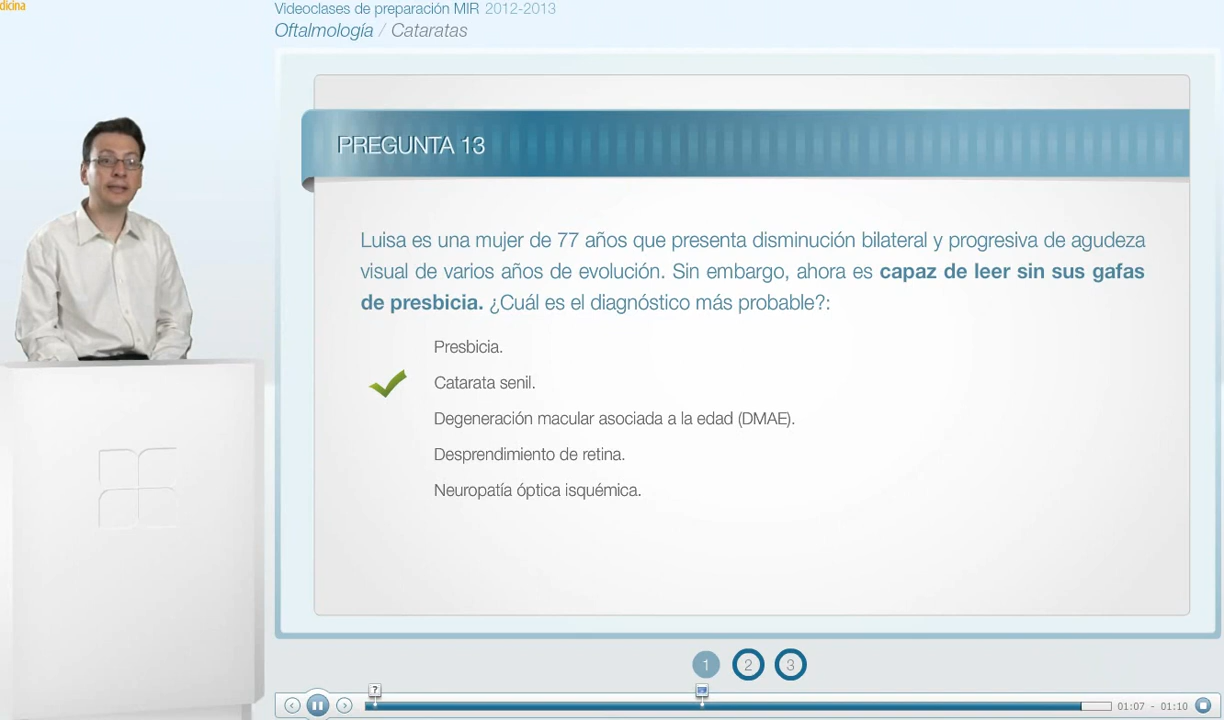 dicina
Videoclases de preparación MIR 2012-2013
Oftalmología / Cataratas
PREGUNTA 13
Luisa es una mujer de 77 años que presenta disminución bilateral y progresiva de agudeza
visual de varios años de evolución. Sin embargo, ahora es capaz de leer sin sus gafas
de presbicia. ¿Cuál es el diagnóstico más probable?:
Presbicia.
Catarata senil.
Degeneración macular asociada a la edad (DMAE).
Desprendimiento de retina.
Neuropatía óptica isquémica.
1 2 3
?
01:07 - 01:10